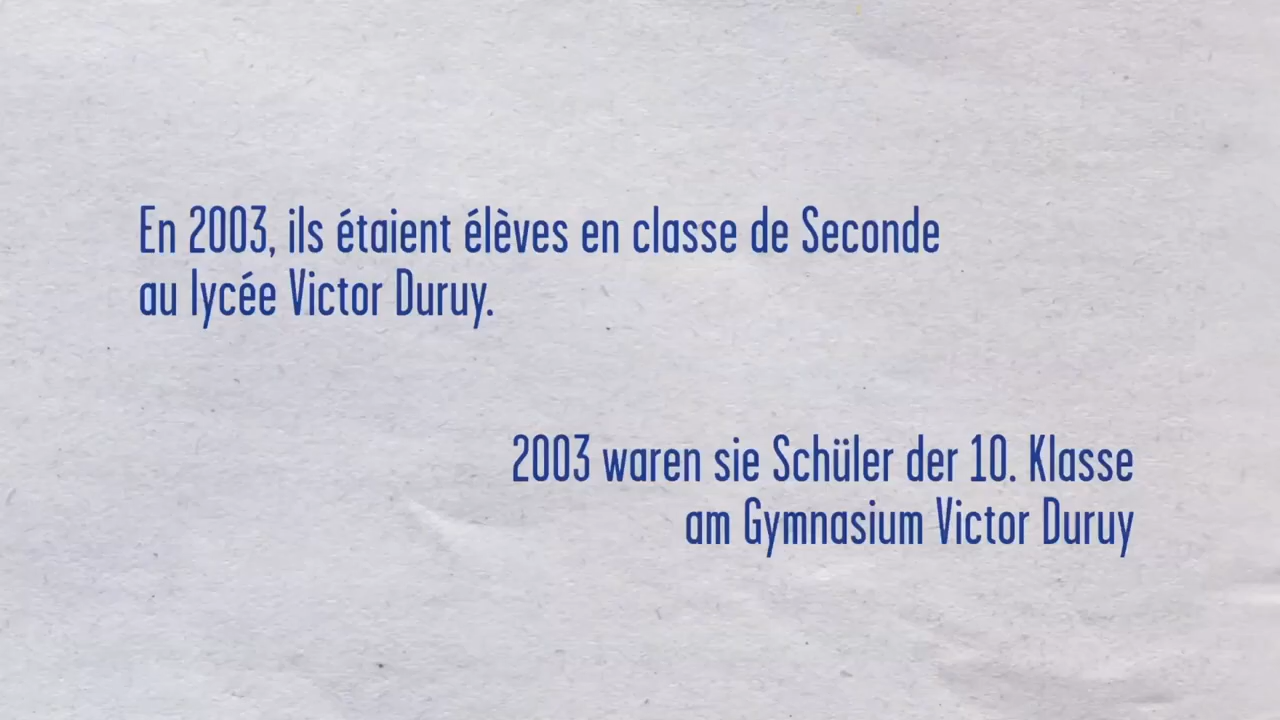 En 2003, ils étaient élèves en classe de Seconde
au lycée Victor Duruy.
2003 waren sie Schüler der 10. Klasse
am Gymnasium Victor Duruy